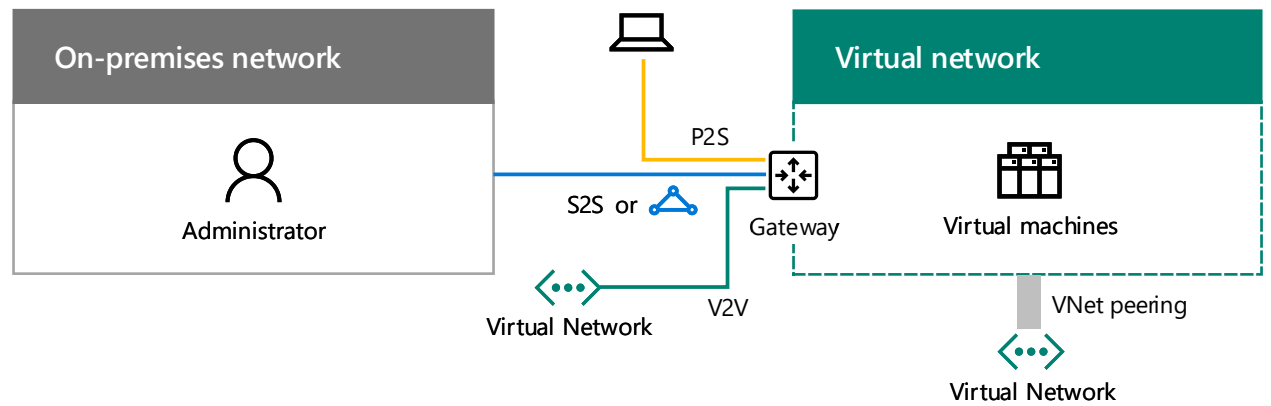 On-premises network
Virtual network
P2S
Administrator
S2S or
Gateway
Virtual machines
V2V
Virtual Network
VNet peering
Virtual Network